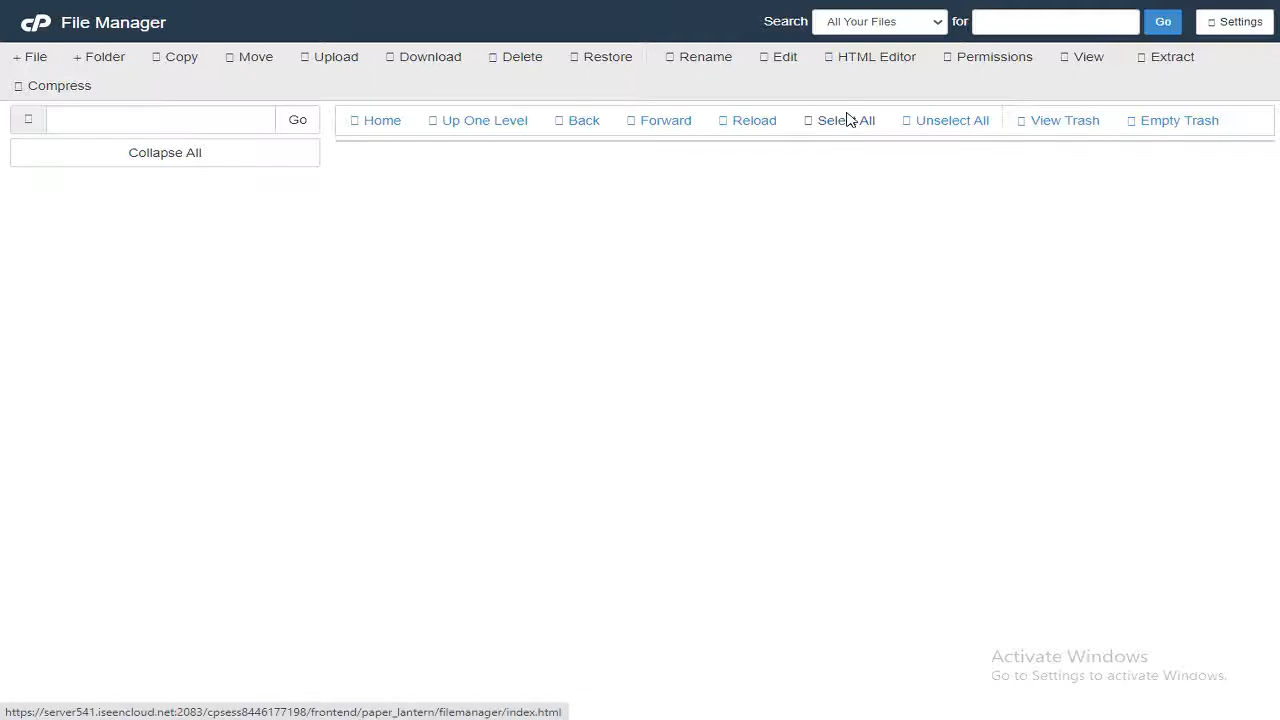 cP File Manager Search All Your Files for Go Settings
+ File + Folder Copy Move Upload Download Delete Restore Rename Edit HTML Editor Permissions View Extract
Compress
Go Home Up One Level Back Forward Reload Select All Unselect All View Trash Empty Trash
Collapse All
Activate Windows
Go to Settings to activate Windows.
https://server541.iseencloud.net:2083/cpsess8446177198/frontend/paper_lantern/filemanager/index.html